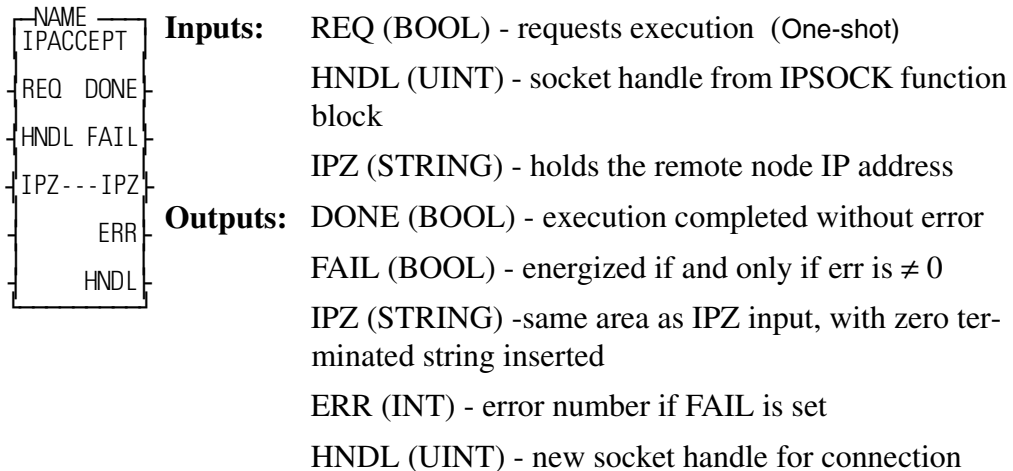 NAME
IPACCEPT
REQ DONE
HNDL FAIL
IPZ---IPZ
ERR
HNDL
Inputs: REQ (BOOL) - requests execution (One-shot)
HNDL (UINT) - socket handle from IPSOCK function
block
IPZ (STRING) - holds the remote node IP address
Outputs: DONE (BOOL) - execution completed without error
FAIL (BOOL) - energized if and only if err is ≠ 0
IPZ (STRING) -same area as IPZ input, with zero ter-
minated string inserted
ERR (INT) - error number if FAIL is set
HNDL (UINT) - new socket handle for connection